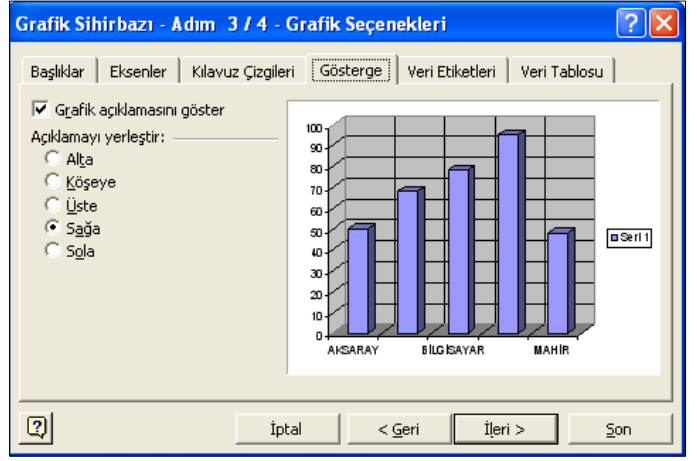 Grafik Sihirbazı - Adım 3 / 4 - Grafik Seçenekleri
Başlıklar Eksenler Kılavuz Çizgileri Gösterge Veri Etiketleri Veri Tablosu
Grafik açıklamasını göster
Açıklamayı yerleştir:
Alta
Köşeye
Üste
Sağa
Sola
100
90
80
70
60
50
40
30
20
10
0
AKSARAY BİLGİSAYAR MAHİR
Seri 1
İptal < Geri İleri > Son